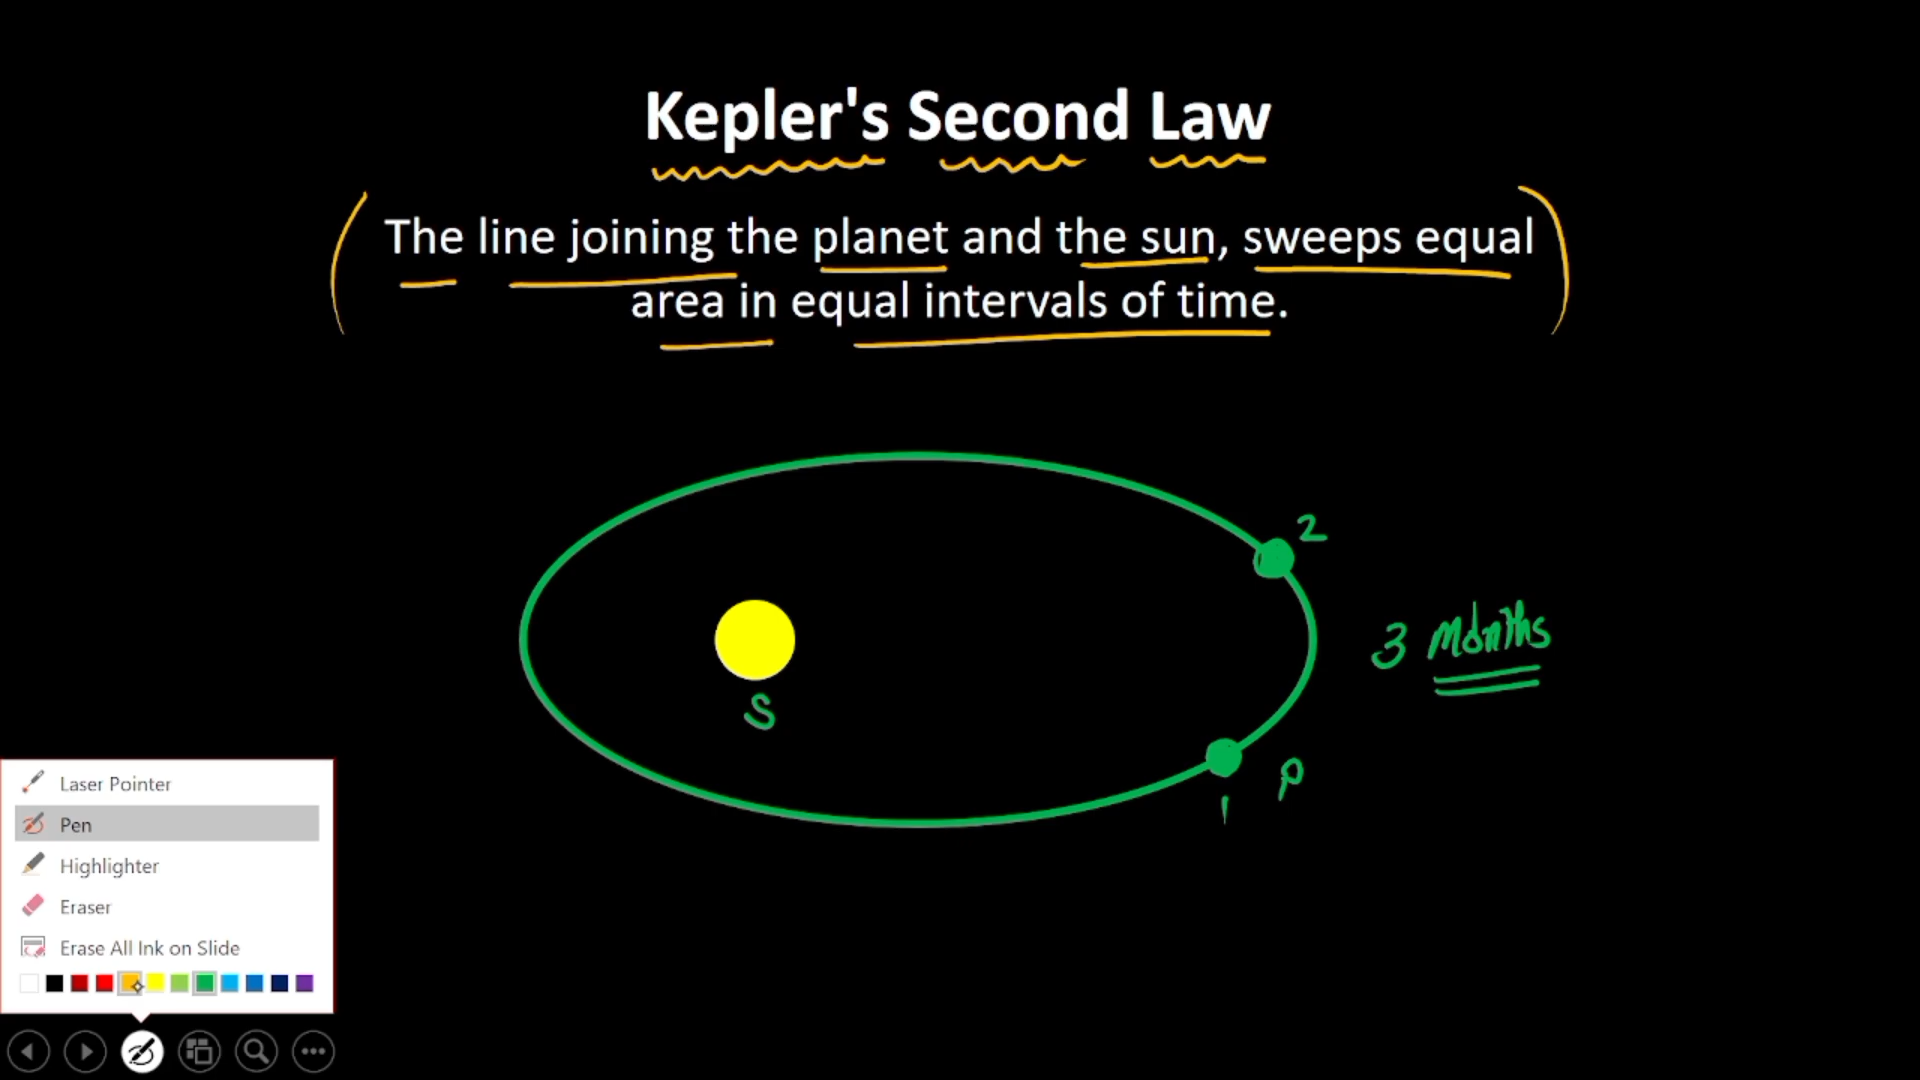 Kepler's Second Law
The line joining the planet and the sun, sweeps equal
area in equal intervals of time.
2
3 Months
S
P
1
Laser Pointer
Pen
Highlighter
Eraser
Erase All Ink on Slide